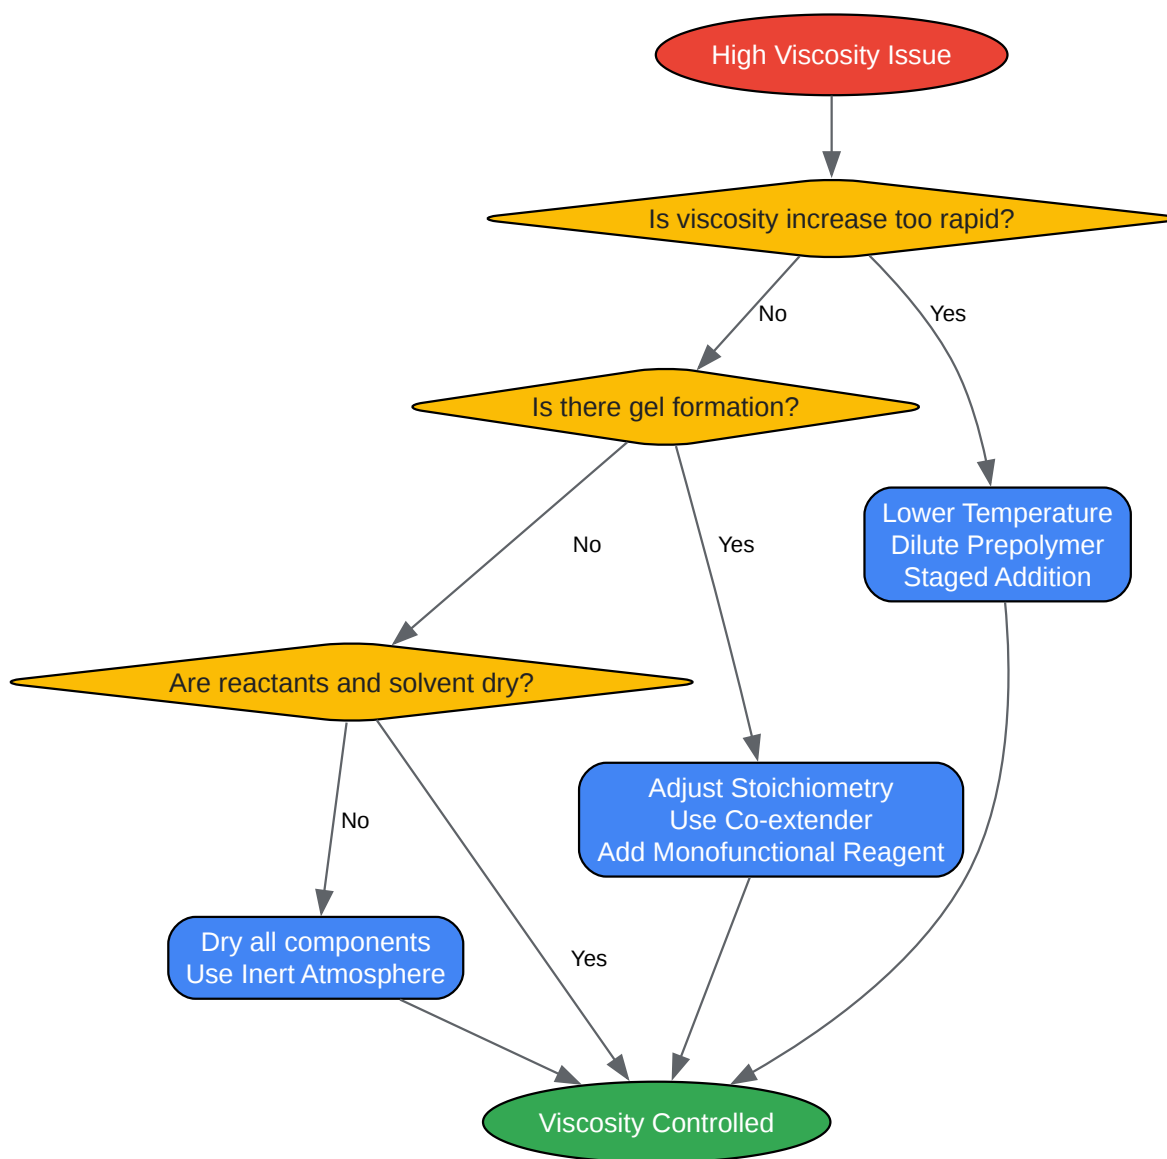 High Viscosity Issue
Is viscosity increase too rapid?
No
Yes
Is there gel formation?
Lower Temperature
Dilute Prepolymer
Staged Addition
No
Yes
Are reactants and solvent dry?
Adjust Stoichiometry
Use Co-extender
Add Monofunctional Reagent
No
Dry all components
Use Inert Atmosphere
Yes
Viscosity Controlled